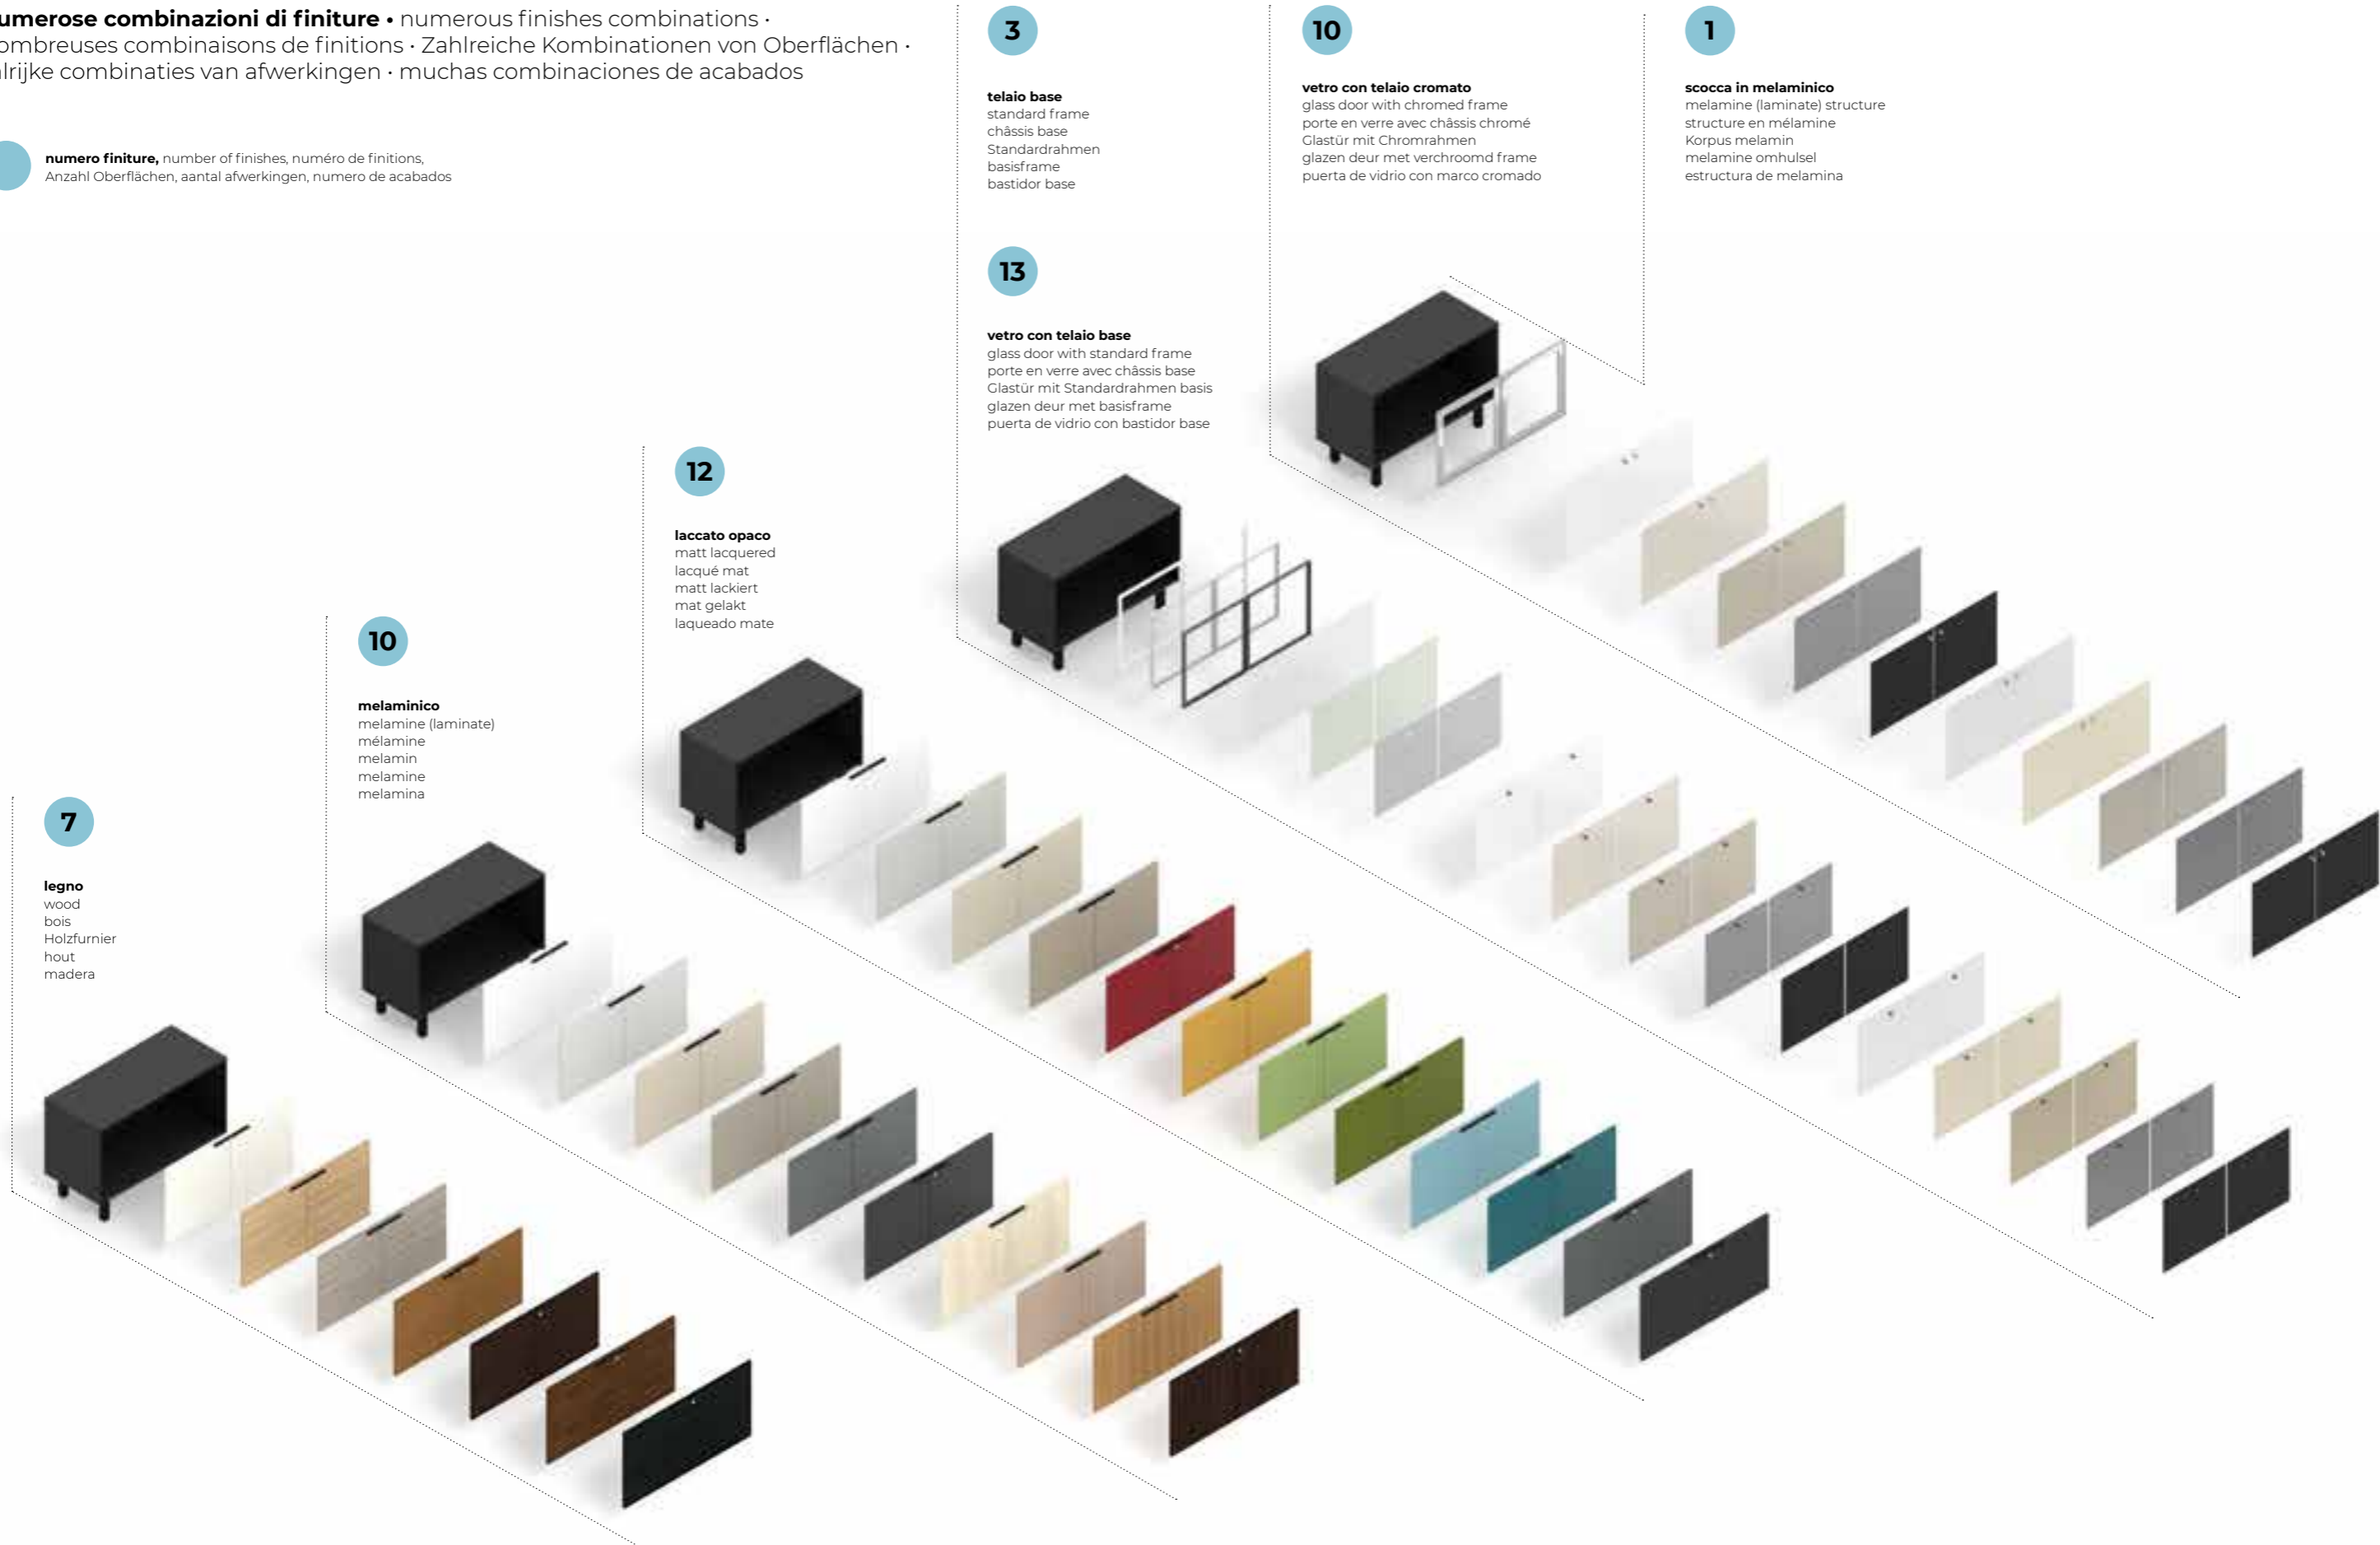 umerose combinazioni di finiture • numerous finishes combinations ·
ombreuses combinaisons de finitions · Zahlreiche Kombinationen von Oberflächen ·
lrijke combinaties van afwerkingen · muchas combinaciones de acabados
numero finiture, number of finishes, numéro de finitions,
Anzahl Oberflächen, aantal afwerkingen, numero de acabados
3
telaio base
standard frame
châssis base
Standardrahmen
basisframe
bastidor base
10
vetro con telaio cromato
glass door with chromed frame
porte en verre avec châssis chromé
Glastür mit Chromrahmen
glazen deur met verchroomd frame
puerta de vidrio con marco cromado
1
scocca in melaminico
melamine (laminate) structure
structure en mélamine
Korpus melamin
melamine omhulsel
estructura de melamina
13
vetro con telaio base
glass door with standard frame
porte en verre avec châssis base
Glastür mit Standardrahmen basis
glazen deur met basisframe
puerta de vidrio con bastidor base
12
laccato opaco
matt lacquered
lacqué mat
matt lackiert
mat gelakt
laqueado mate
10
melaminico
melamine (laminate)
mélamine
melamin
melamine
melamina
7
legno
wood
bois
Holzfurnier
hout
madera